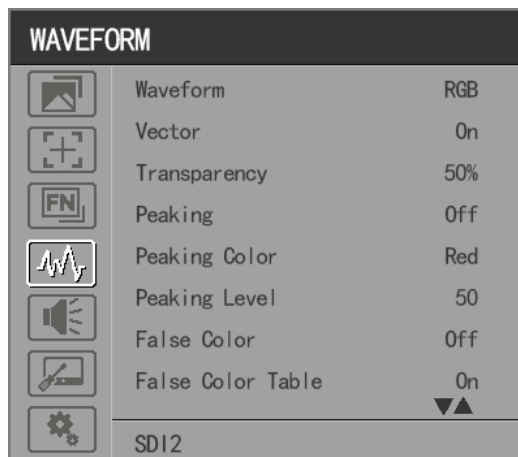 WAVEFORM
Waveform RGB
Vector On
Transparency 50%
FN
Peaking Off
Peaking Color Red
Peaking Level 50
False Color Off
False Color Table On
SDI2